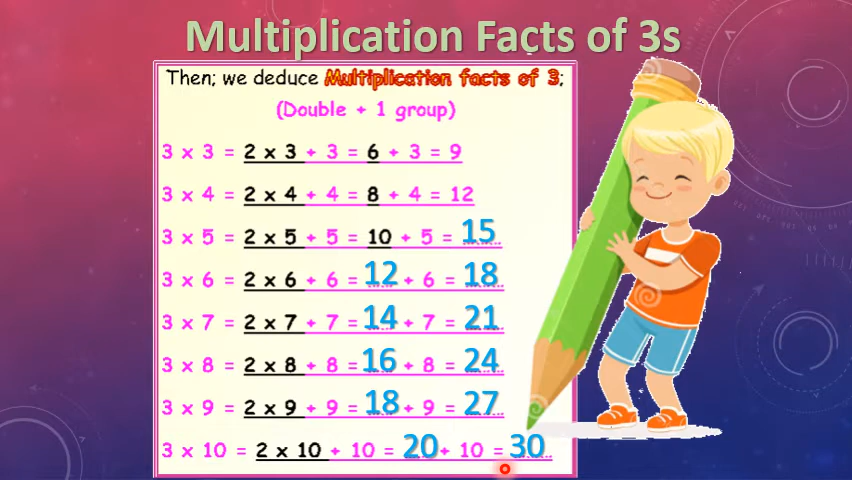 Multiplication Facts of 3s
Then; we deduce Multiplication facts of 3;
(Double + 1 group)
3 x 3 = 2 x 3 + 3 = 6 + 3 = 9
3 x 4 = 2 x 4 + 4 = 8 + 4 = 12
3 x 5 = 2 x 5 + 5 = 10 + 5 = 15
3 x 6 = 2 x 6 + 6 = 12 + 6 = 18
3 x 7 = 2 x 7 + 7 = 14 + 7 = 21
3 x 8 = 2 x 8 + 8 = 16 + 8 = 24
3 x 9 = 2 x 9 + 9 = 18 + 9 = 27
3 x 10 = 2 x 10 + 10 = 20 + 10 = 30